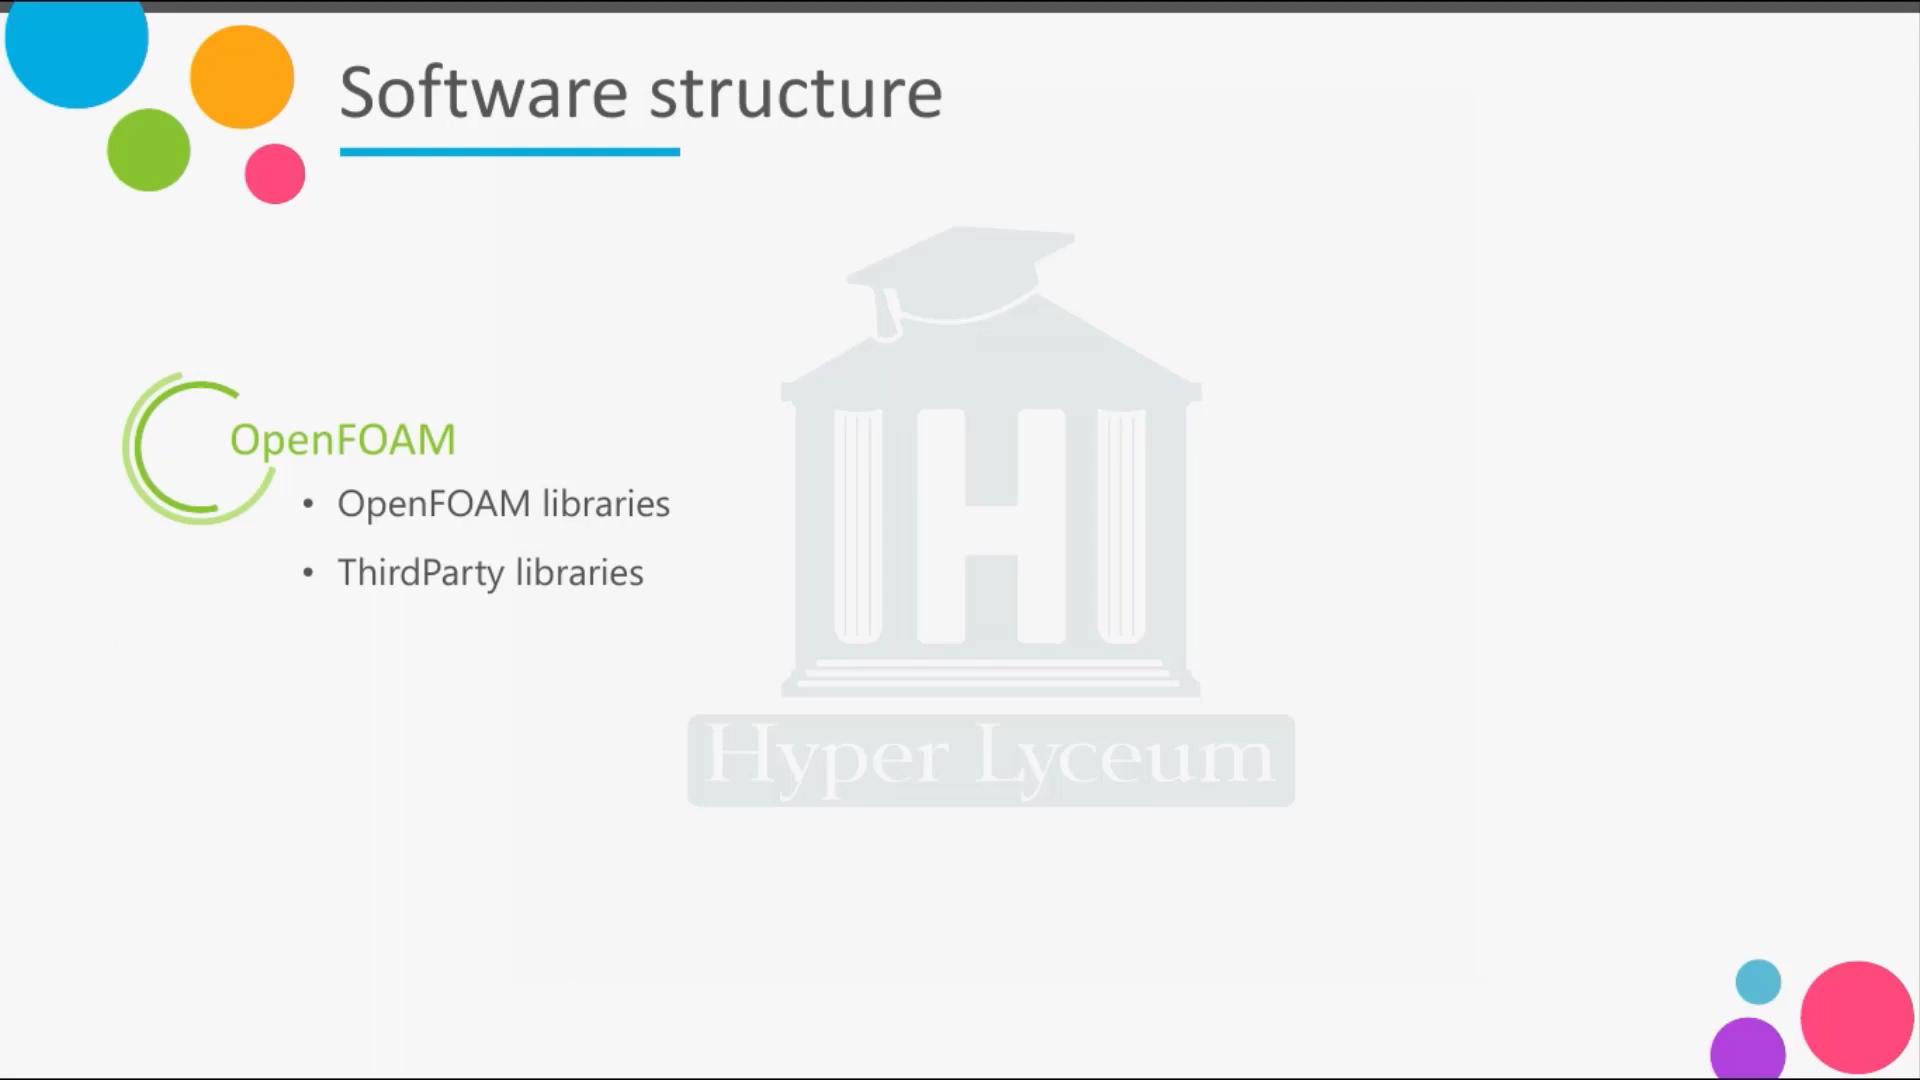 Software structure
OpenFOAM
• OpenFOAM libraries
• ThirdParty libraries
H
Hyper Lyceum